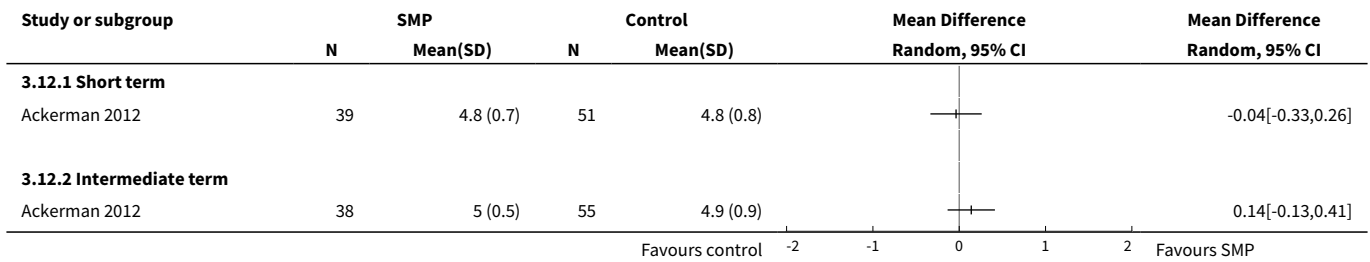 Study or subgroup SMP Control Mean Difference Mean Difference
N Mean(SD) N Mean(SD) Random, 95% CI Random, 95% CI
3.12.1 Short term
Ackerman 2012 39 4.8 (0.7) 51 4.8 (0.8) -0.04[-0.33,0.26]
3.12.2 Intermediate term
Ackerman 2012 38 5 (0.5) 55 4.9 (0.9) 0.14[-0.13,0.41]
Favours control -2 -1 0 1 2 Favours SMP